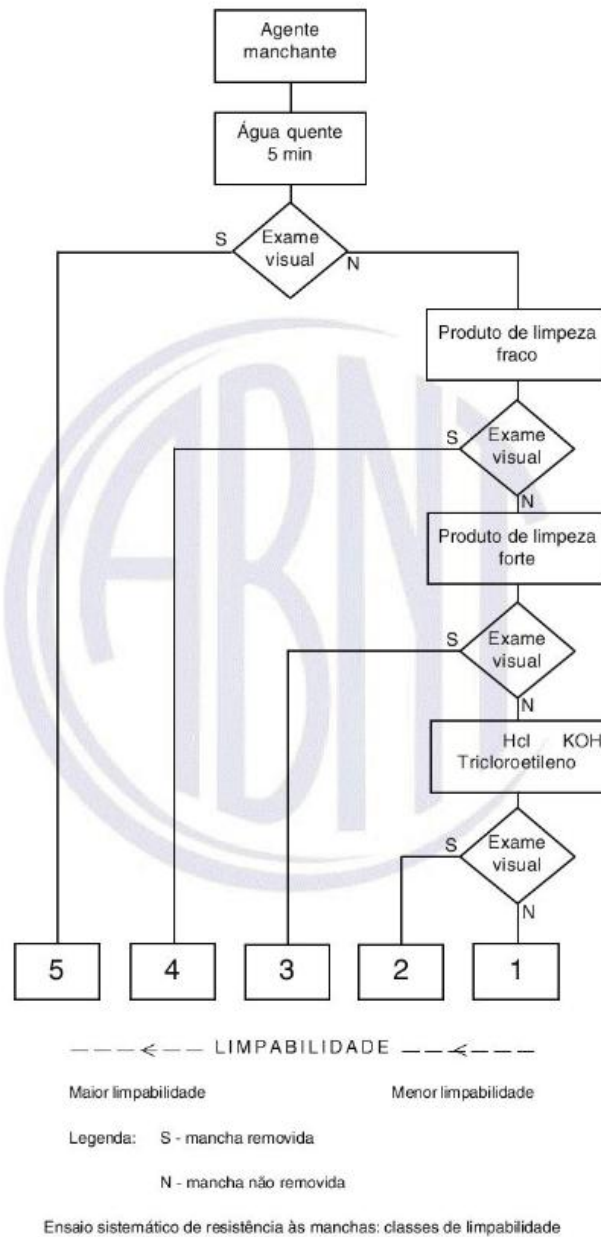 Agente
manchante
Água quente
5 min
S
Exame
visual
N
Produto de limpeza
fraco
S
Exame
visual
N
Produto de limpeza
forte
S
Exame
visual
N
Hcl KOH
Tricloroetileno
S
Exame
visual
N
5 4 3 2 1
LIMPABILIDADE
Maior limpabilidade Menor limpabilidade
Legenda: S - mancha removida
N - mancha não removida
Ensaio sistemático de resistência às manchas: classes de limpabilidade
ABNT